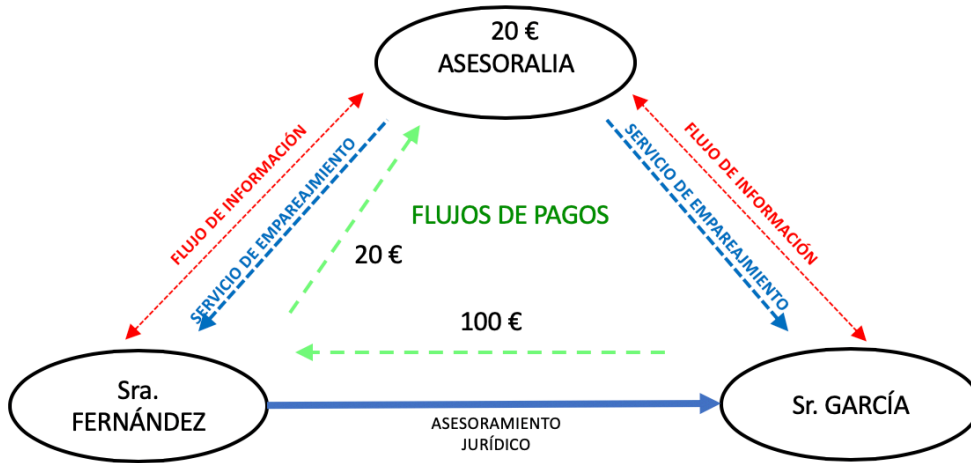 20 €
ASESORALIA
FLUJO DE INFORMACIÓN
SERVICIO DE EMPAREAJMIENTO
SERVICIO DE EMPAREAJMIENTO
FLUJO DE INFORMACIÓN
FLUJOS DE PAGOS
20 €
100 €
Sra.
FERNÁNDEZ
Sr. GARCÍA
ASESORAMIENTO
JURÍDICO